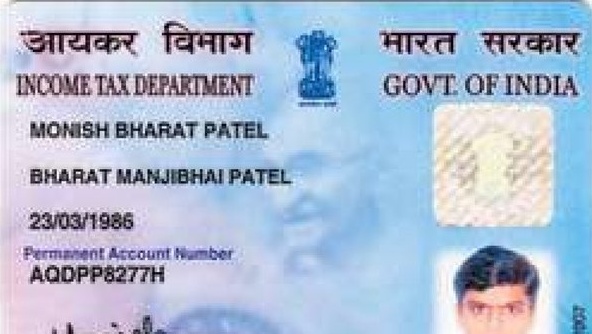 आयकर विभाग भारत सरकार
INCOME TAX DEPARTMENT GOVT. OF INDIA
MONISH BHARAT PATEL
BHARAT MANJIBHAI PATEL
23/03/1986
Permanent Account Number
AQDPP8277H